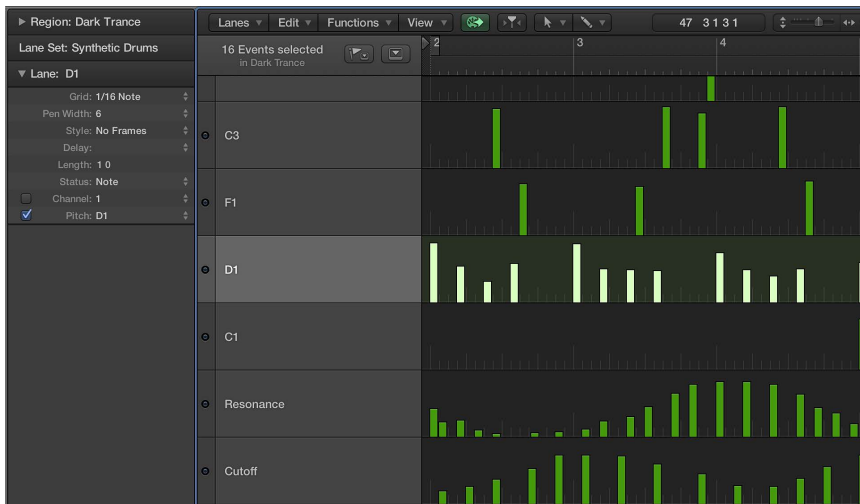 Region: Dark Trance
Lane Set: Synthetic Drums
Lane: D1
Grid: 1/16 Note
Pen Width: 6
Style: No Frames
Delay:
Length: 1 0
Status: Note
Channel: 1
Pitch: D1
Lanes Edit Functions View 47 3 1 3 1
16 Events selected
in Dark Trance
2 3 4
C3
F1
D1
C1
Resonance
Cutoff